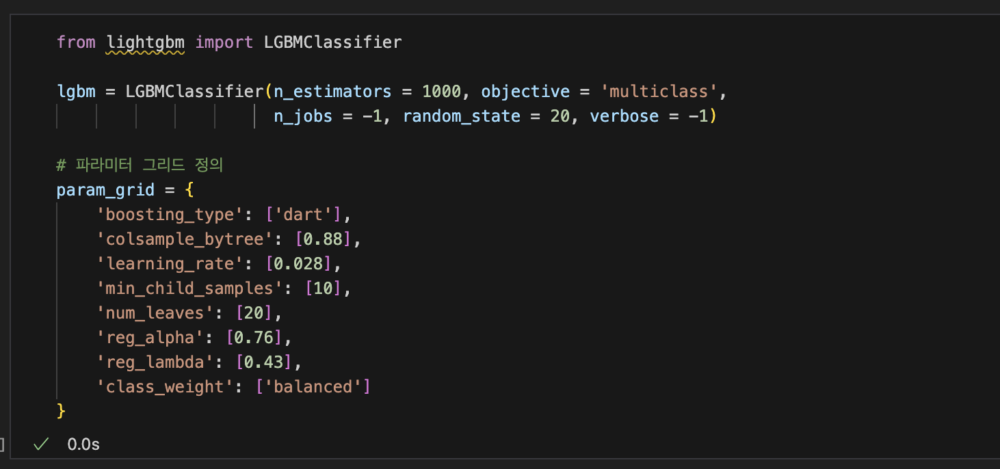 from lightgbm import LGBMClassifier
lgbm = LGBMClassifier(n_estimators = 1000, objective = 'multiclass',
n_jobs = -1, random_state = 20, verbose = -1)
# 파라미터 그리드 정의
param_grid = {
'boosting_type': ['dart'],
'colsample_bytree': [0.88],
'learning_rate': [0.028],
'min_child_samples': [10],
'num_leaves': [20],
'reg_alpha': [0.76],
'reg_lambda': [0.43],
'class_weight': ['balanced']
}
] ✓ 0.0s